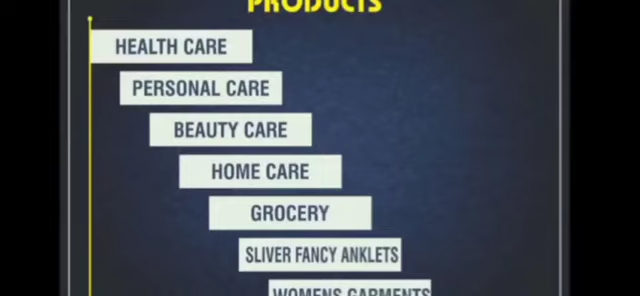 PRODUCTS
HEALTH CARE
PERSONAL CARE
BEAUTY CARE
HOME CARE
GROCERY
SLIVER FANCY ANKLETS
WOMENS GARMENTS